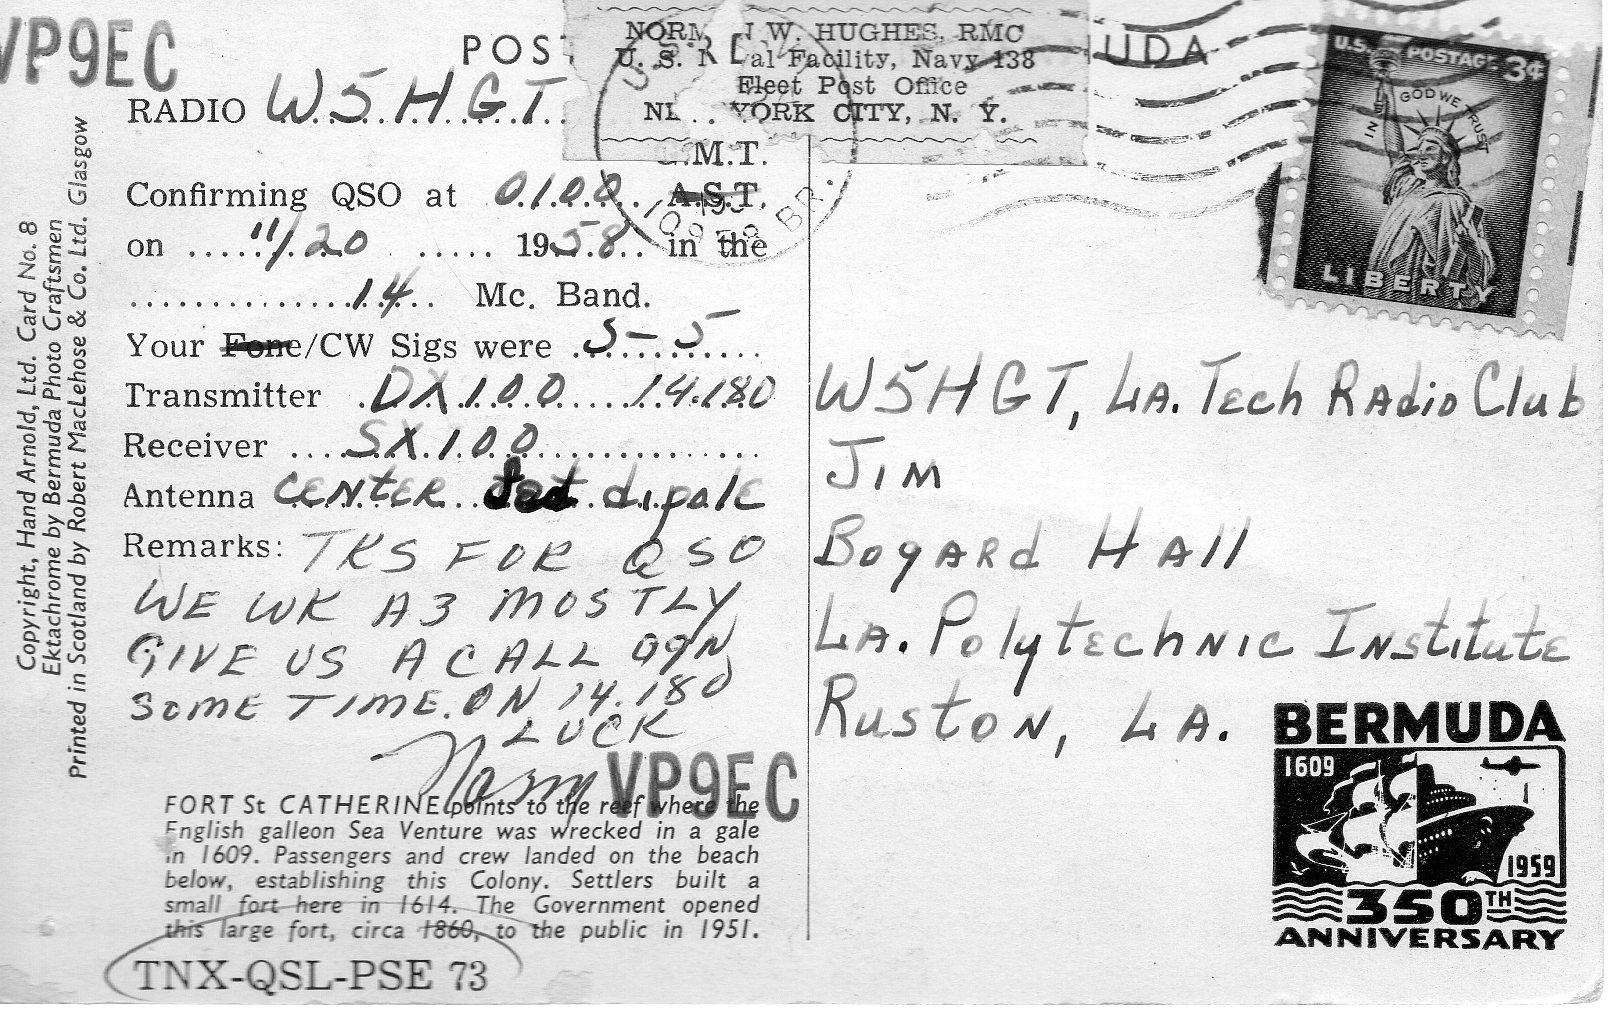 VP9EC
NORM N W. HUGHES, RMC
U. S. N al Facility, Navy 138
Fleet Post Office
NE YORK CITY, N. Y.
POS UDA
U.S. POSTAGE 3¢
IN GOD WE TRUST
LIBERTY
RADIO W5HGT
G.M.T.
Confirming QSO at 0100 A.S.T.
on 11/20 1958 in the
14 Mc. Band.
Your Fone/CW Sigs were 5-5
Transmitter DX100 14.180
Receiver SX100
Antenna CENTER fed dipole
Remarks: TKS FOR QSO
WE WK A3 MOSTLY
GIVE US A CALL AGN
SOME TIME. ON 14.180
LUCK
Norm
VP9EC
FORT St CATHERINE points to the reef where the
English galleon Sea Venture was wrecked in a gale
in 1609. Passengers and crew landed on the beach
below, establishing this Colony. Settlers built a
small fort here in 1614. The Government opened
this large fort, circa 1860, to the public in 1951.
TNX-QSL-PSE 73
Copyright, Hand Arnold, Ltd. Card No. 8
Ektachrome by Bermuda Photo Craftsmen
Printed in Scotland by Robert MacLehose & Co. Ltd. Glasgow
W5HGT, LA. Tech Radio Club
JIM
Bogard Hall
LA. Polytechnic Institute
Ruston, LA.
BERMUDA
1609
1959
350TH
ANNIVERSARY